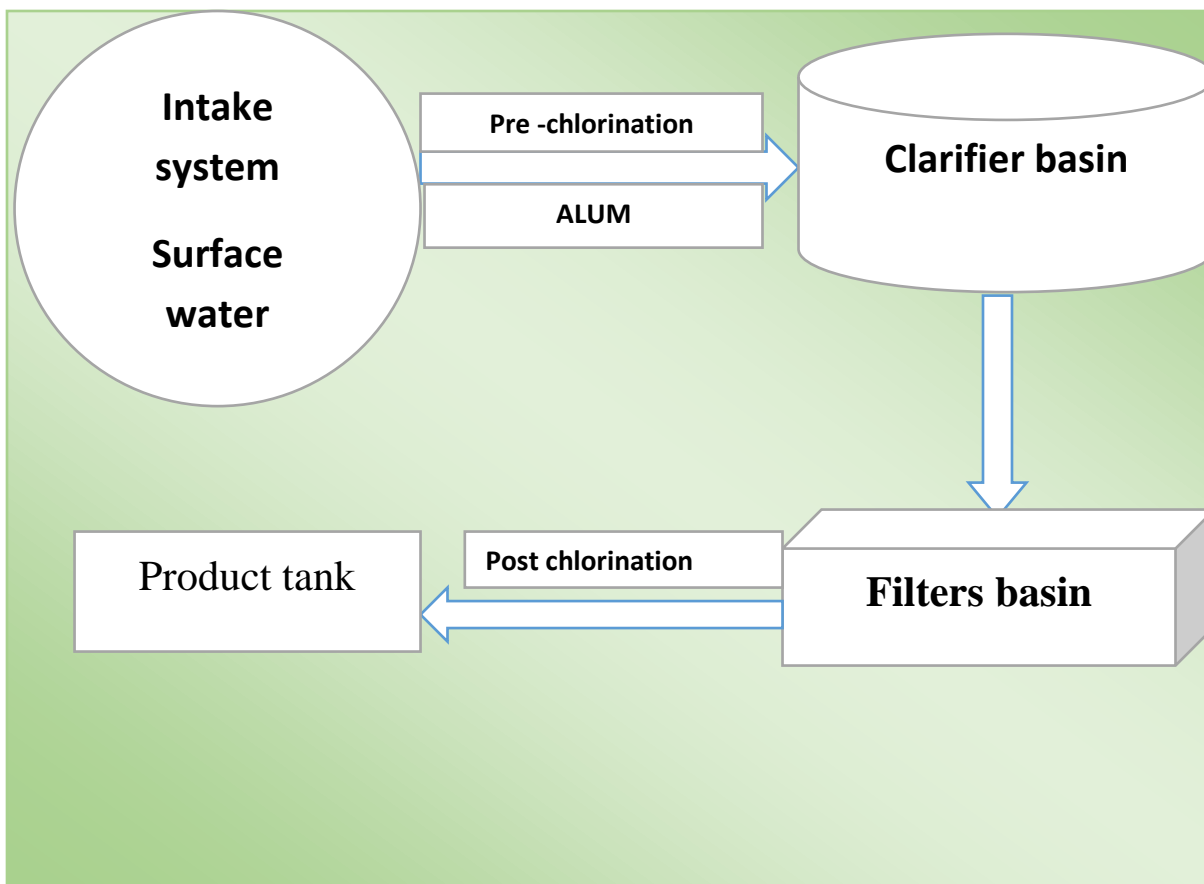 Intake
system
Surface
water
Pre -chlorination
ALUM
Clarifier basin
Filters basin
Post chlorination
Product tank